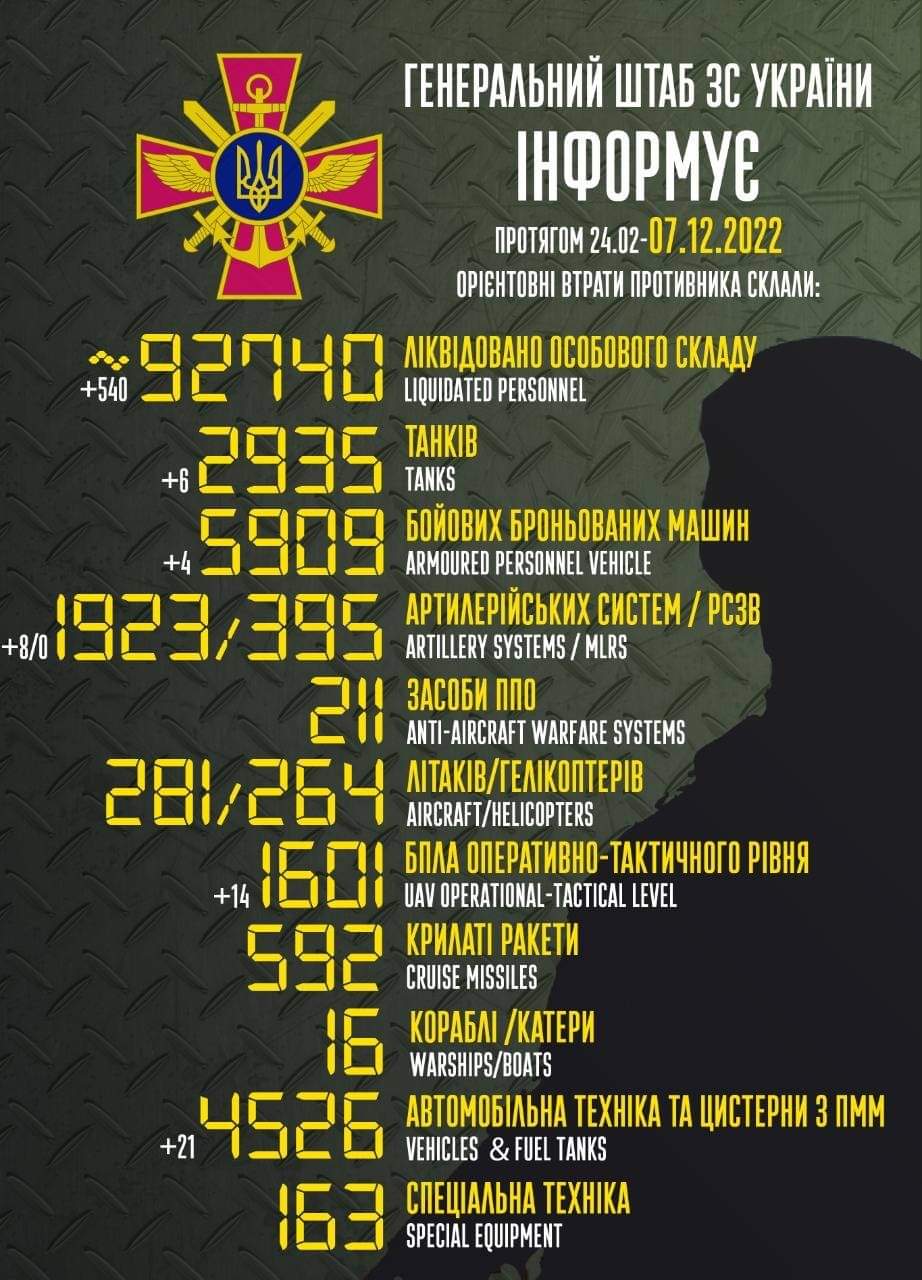 ГЕНЕРАЛЬНИЙ ШТАБ ЗС УКРАЇНИ
ІНФОРМУЄ
ПРОТЯГОМ 24.02-07.12.2022
ОРІЄНТОВНІ ВТРАТИ ПРОТИВНИКА СКЛАЛИ:
+540 ~92740 ЛІКВІДОВАНО ОСОБОВОГО СКЛАДУ
LIQUIDATED PERSONNEL
+6 2935 ТАНКІВ
TANKS
+4 5909 БОЙОВИХ БРОНЬОВАНИХ МАШИН
ARMOURED PERSONNEL VEHICLE
+8/0 1923/395 АРТИЛЕРІЙСЬКИХ СИСТЕМ / РСЗВ
ARTILLERY SYSTEMS / MLRS
211 ЗАСОБИ ППО
ANTI-AIRCRAFT WARFARE SYSTEMS
281/264 ЛІТАКІВ/ГЕЛІКОПТЕРІВ
AIRCRAFT/HELICOPTERS
+14 1601 БПЛА ОПЕРАТИВНО-ТАКТИЧНОГО РІВНЯ
UAV OPERATIONAL-TACTICAL LEVEL
592 КРИЛАТІ РАКЕТИ
CRUISE MISSILES
16 КОРАБЛІ /КАТЕРИ
WARSHIPS/BOATS
+21 4526 АВТОМОБІЛЬНА ТЕХНІКА ТА ЦИСТЕРНИ З ПММ
VEHICLES & FUEL TANKS
163 СПЕЦІАЛЬНА ТЕХНІКА
SPECIAL EQUIPMENT